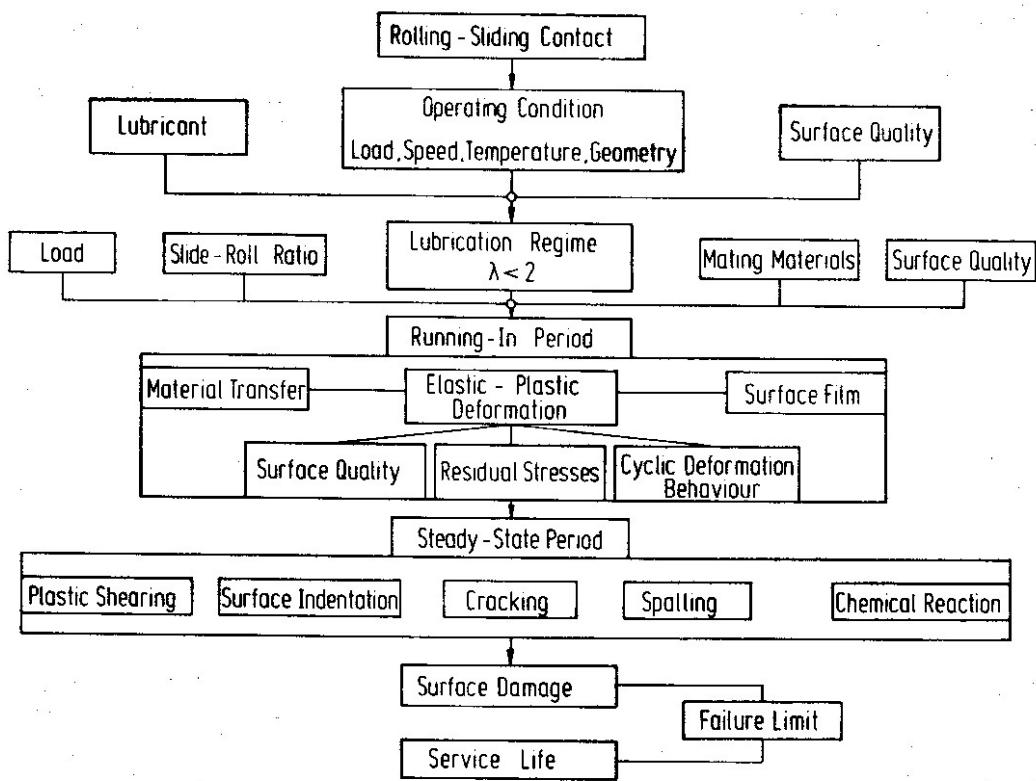 Rolling-Sliding Contact
Operating Condition
Load,Speed,Temperature,Geometry
Lubricant
Surface Quality
Lubrication Regime
λ<2
Load
Slide-Roll Ratio
Mating Materials
Surface Quality
Running-In Period
Material Transfer
Elastic - Plastic
Deformation
Surface Film
Surface Quality
Residual Stresses
Cyclic Deformation
Behaviour
Steady-State Period
Plastic Shearing
Surface Indentation
Cracking
Spalling
Chemical Reaction
Surface Damage
Failure Limit
Service Life